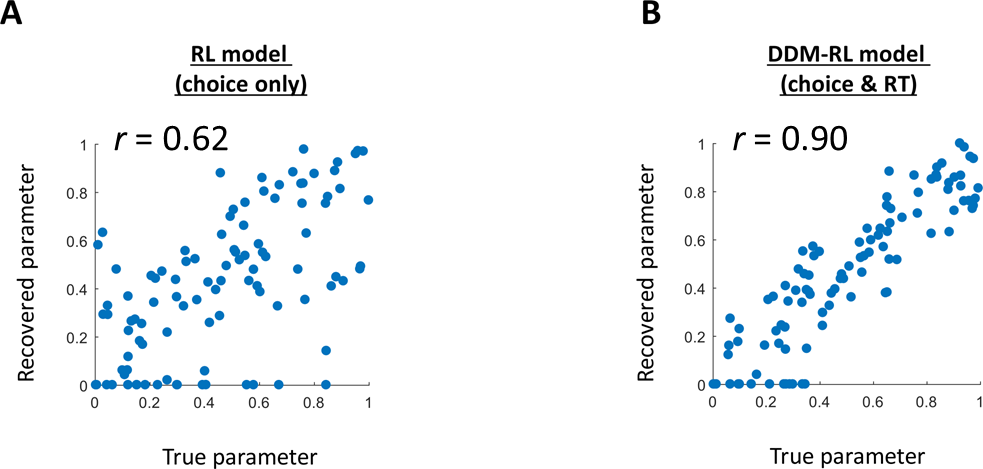 A
RL model
(choice only)
r = 0.62
Recovered parameter
1
0.8
0.6
0.4
0.2
0
0 0.2 0.4 0.6 0.8 1
True parameter
B
DDM-RL model
(choice & RT)
r = 0.90
Recovered parameter
1
0.8
0.6
0.4
0.2
0
0 0.2 0.4 0.6 0.8 1
True parameter